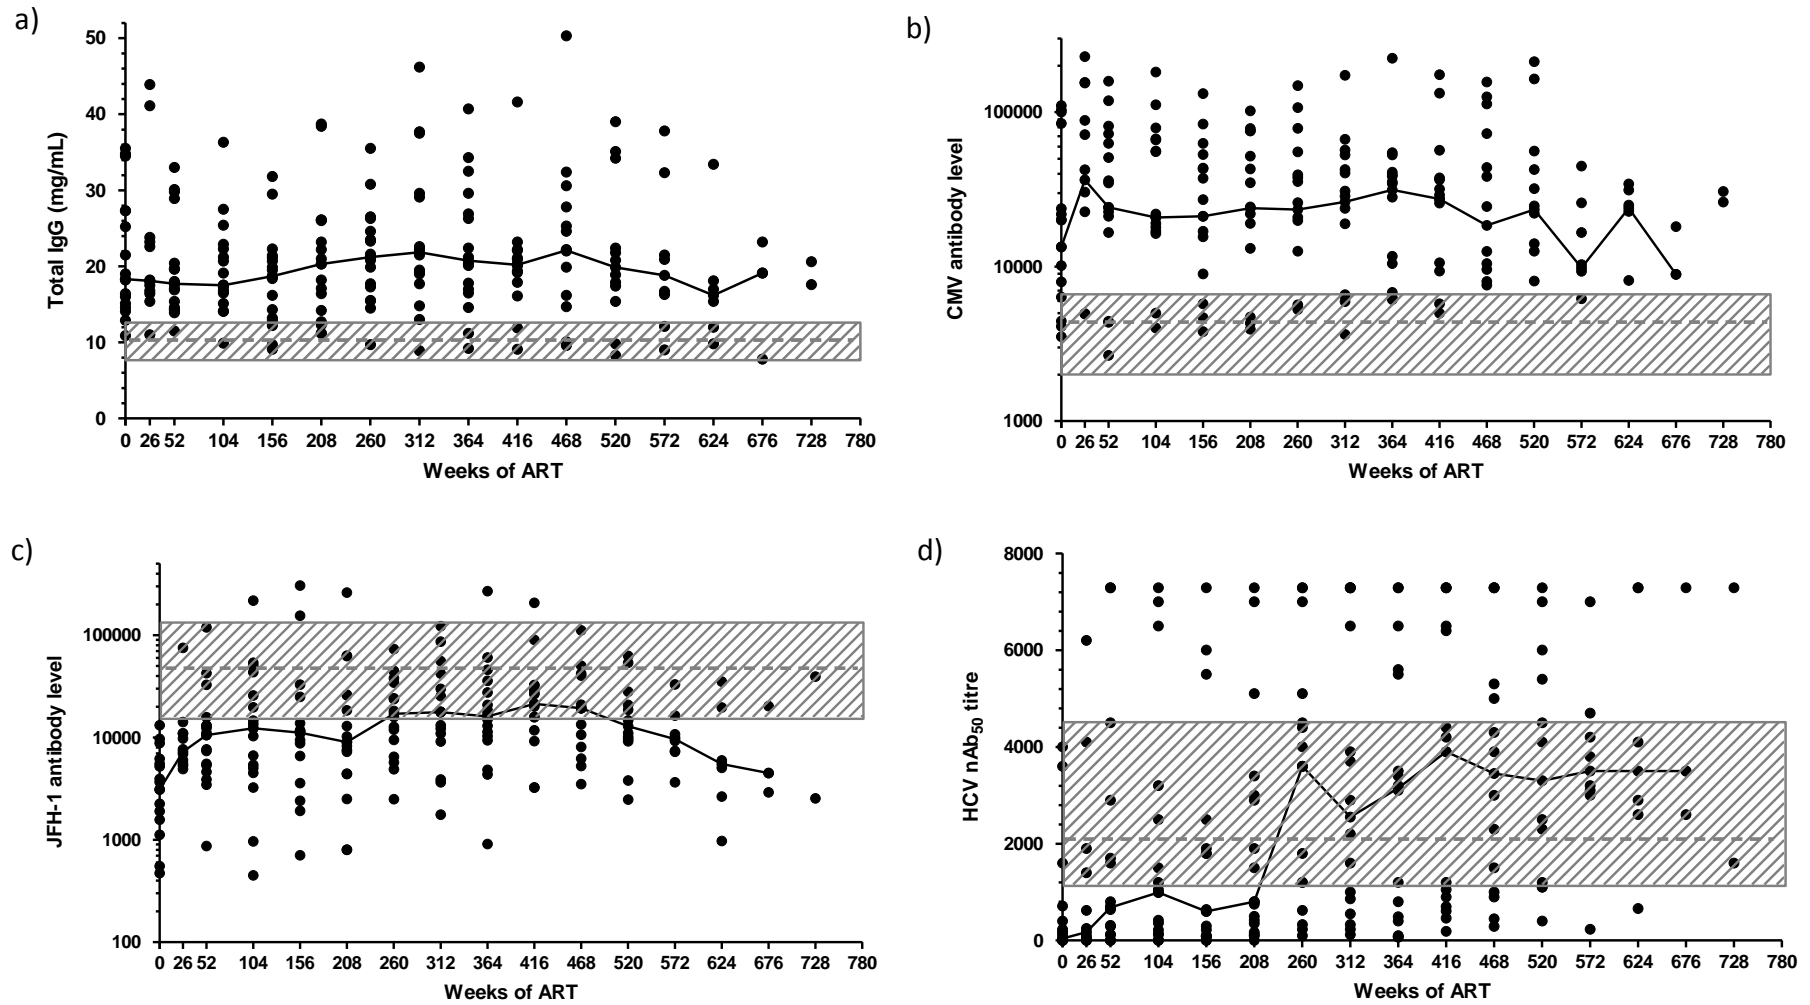 a)
50
40
30
20
10
0
Total IgG (mg/mL)
0 26 52 104 156 208 260 312 364 416 468 520 572 624 676 728 780
Weeks of ART
b)
100000
10000
1000
CMV antibody level
0 26 52 104 156 208 260 312 364 416 468 520 572 624 676 728 780
Weeks of ART
c)
100000
10000
1000
100
JFH-1 antibody level
0 26 52 104 156 208 260 312 364 416 468 520 572 624 676 728 780
Weeks of ART
d)
8000
6000
4000
2000
0
HCV nAb50 titre
0 26 52 104 156 208 260 312 364 416 468 520 572 624 676 728 780
Weeks of ART